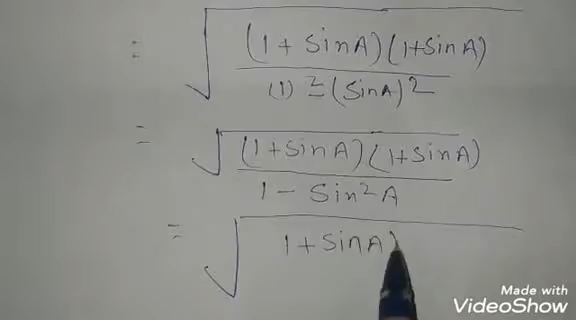 = √ (1 + SinA) (1+sinA)
(1)² - (SinA)²
= √ (1+SinA) (1+SinA)
1 - Sin²A
= √ 1 + SinA)
Made with
VideoShow